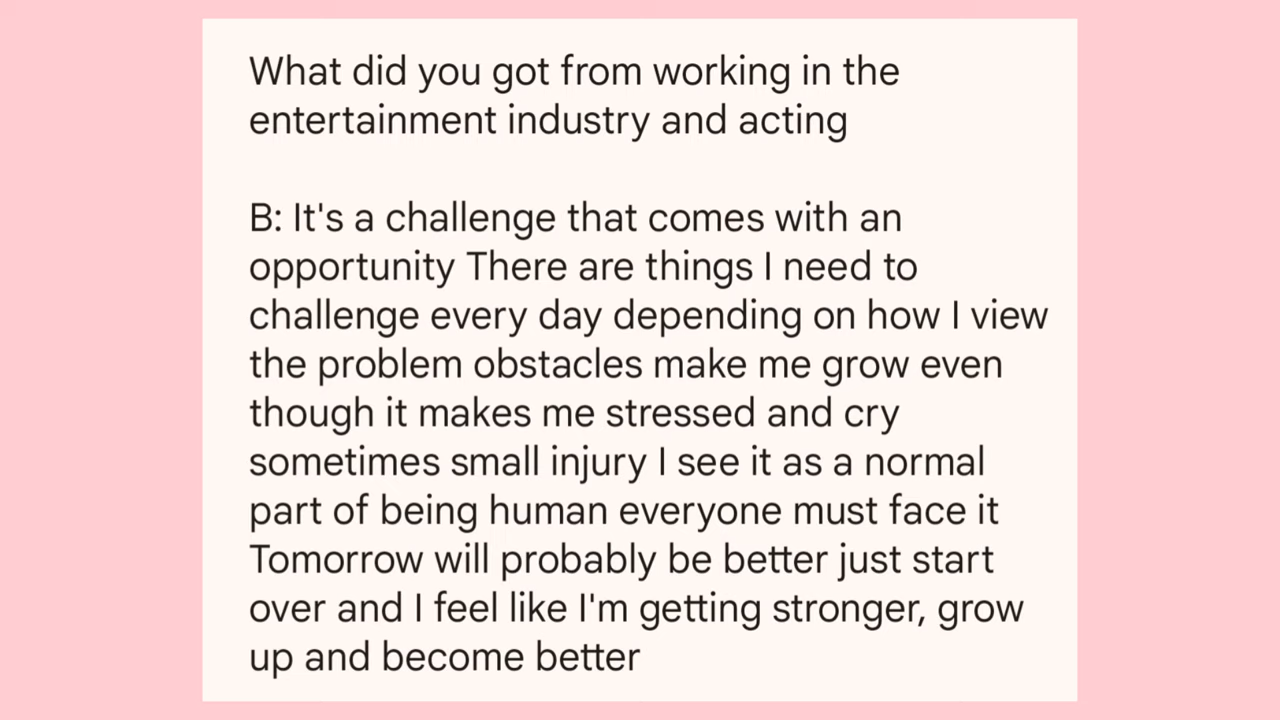 What did you got from working in the
entertainment industry and acting
B: It's a challenge that comes with an
opportunity There are things I need to
challenge every day depending on how I view
the problem obstacles make me grow even
though it makes me stressed and cry
sometimes small injury I see it as a normal
part of being human everyone must face it
Tomorrow will probably be better just start
over and I feel like I'm getting stronger, grow
up and become better